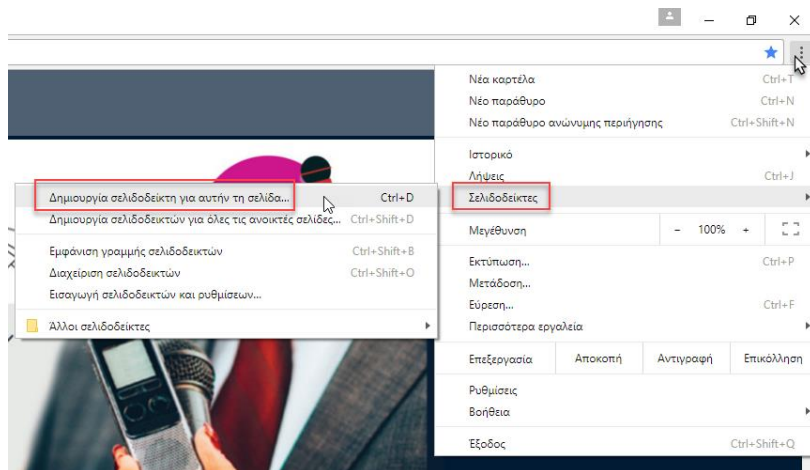 Νέα καρτέλα Ctrl+T
Νέο παράθυρο Ctrl+N
Νέο παράθυρο ανώνυμης περιήγησης Ctrl+Shift+N
Ιστορικό
Λήψεις Ctrl+J
Σελιδοδείκτες
Δημιουργία σελιδοδείκτη για αυτήν τη σελίδα... Ctrl+D
Δημιουργία σελιδοδεικτών για όλες τις ανοικτές σελίδες... Ctrl+Shift+D
Εμφάνιση γραμμής σελιδοδεικτών Ctrl+Shift+B
Διαχείριση σελιδοδεικτών Ctrl+Shift+O
Εισαγωγή σελιδοδεικτών και ρυθμίσεων...
Άλλοι σελιδοδείκτες
Μεγέθυνση - 100% +
Εκτύπωση... Ctrl+P
Μετάδοση...
Εύρεση... Ctrl+F
Περισσότερα εργαλεία
Επεξεργασία Αποκοπή Αντιγραφή Επικόλληση
Ρυθμίσεις
Βοήθεια
Έξοδος Ctrl+Shift+Q